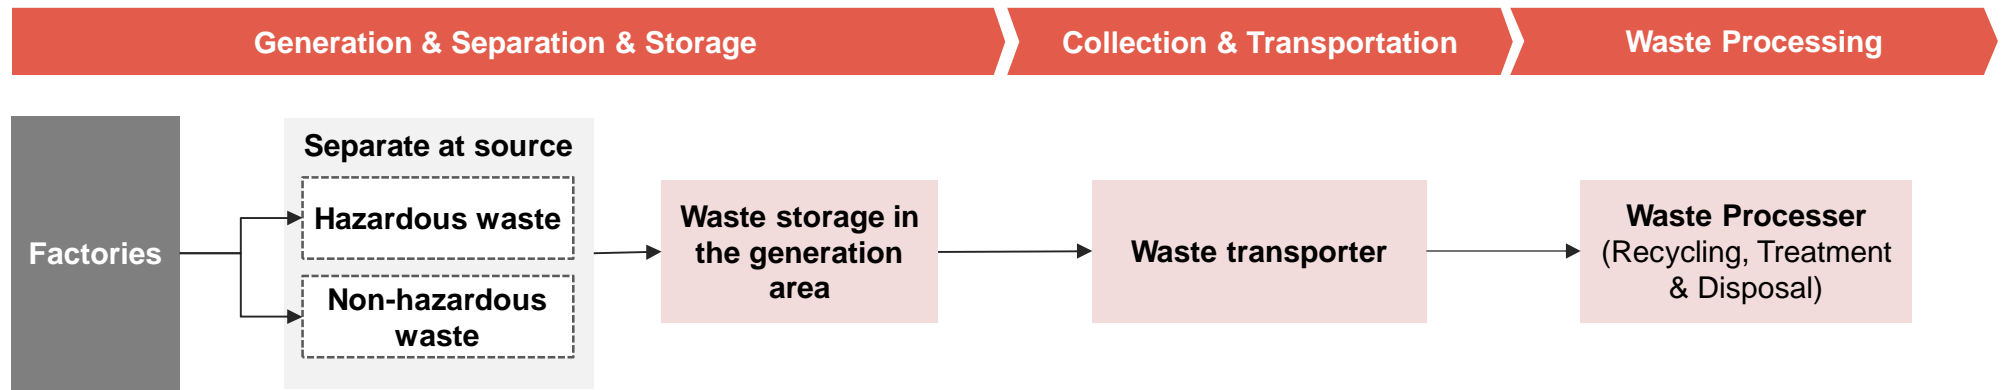 Generation & Separation & Storage
Collection & Transportation
Waste Processing
Factories
Separate at source
Hazardous waste
Non-hazardous
waste
Waste storage in
the generation
area
Waste transporter
Waste Processer
(Recycling, Treatment
& Disposal)